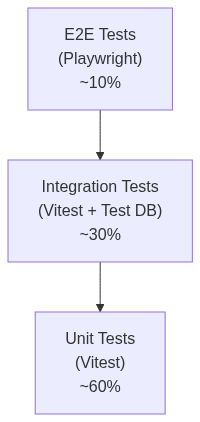 E2E Tests
(Playwright)
~10%
Integration Tests
(Vitest + Test DB)
~30%
Unit Tests
(Vitest)
~60%